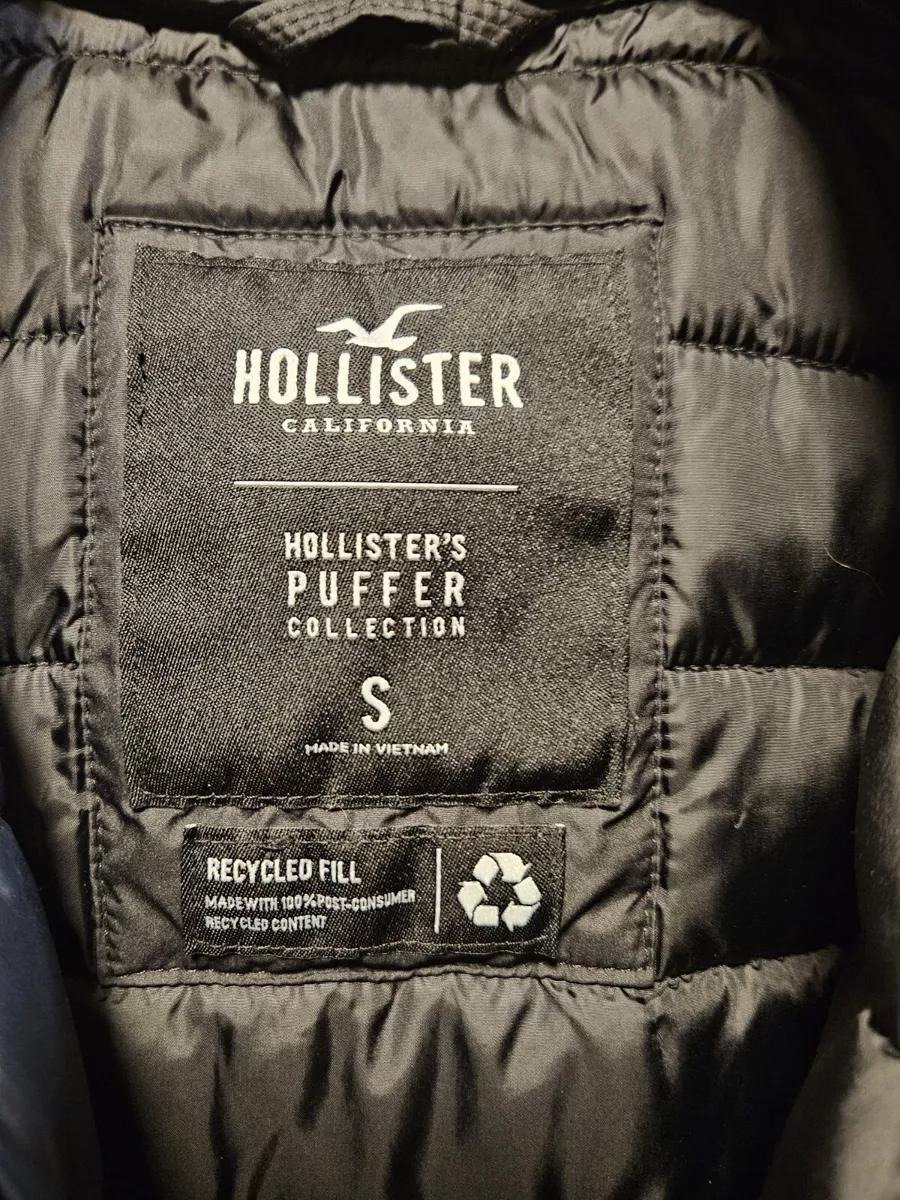 HOLLISTER
CALIFORNIA
HOLLISTER'S
PUFFER
COLLECTION
S
MADE IN VIETNAM
RECYCLED FILL
MADE WITH 100% POST-CONSUMER
RECYCLED CONTENT